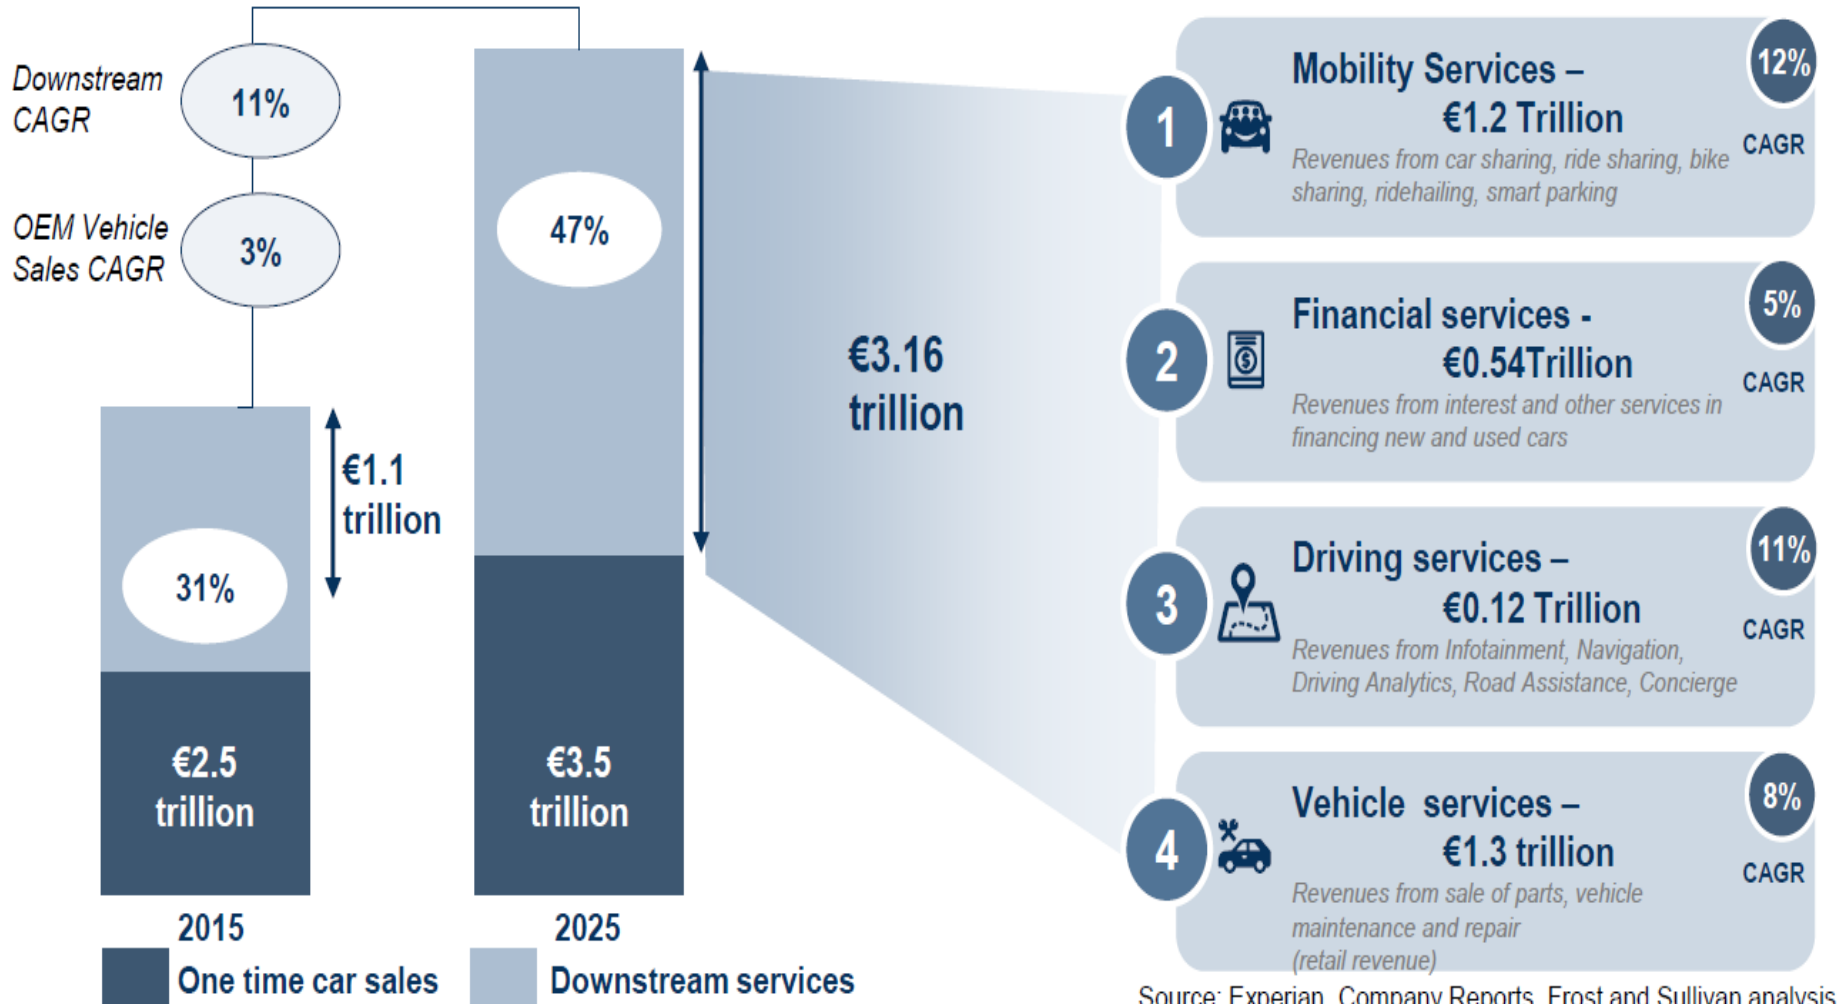 Downstream
CAGR
11%
OEM Vehicle
Sales CAGR
3%
47%
31%
€1.1
trillion
€3.16
trillion
€2.5
trillion
€3.5
trillion
2015
2025
One time car sales
Downstream services
1
Mobility Services –
€1.2 Trillion
Revenues from car sharing, ride sharing, bike
sharing, ridehailing, smart parking
12%
CAGR
2
Financial services -
€0.54Trillion
Revenues from interest and other services in
financing new and used cars
5%
CAGR
3
Driving services –
€0.12 Trillion
Revenues from Infotainment, Navigation,
Driving Analytics, Road Assistance, Concierge
11%
CAGR
4
Vehicle services –
€1.3 trillion
Revenues from sale of parts, vehicle
maintenance and repair
(retail revenue)
8%
CAGR
Source: Experian, Company Reports, Frost and Sullivan analysis